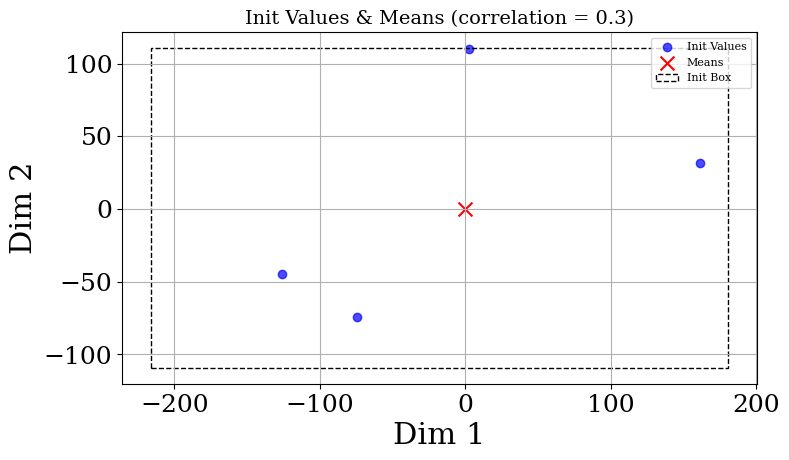 Init Values & Means (correlation = 0.3)
Init Values
Means
Init Box
Dim 2
100
50
0
−50
−100
−200 −100 0 100 200
Dim 1